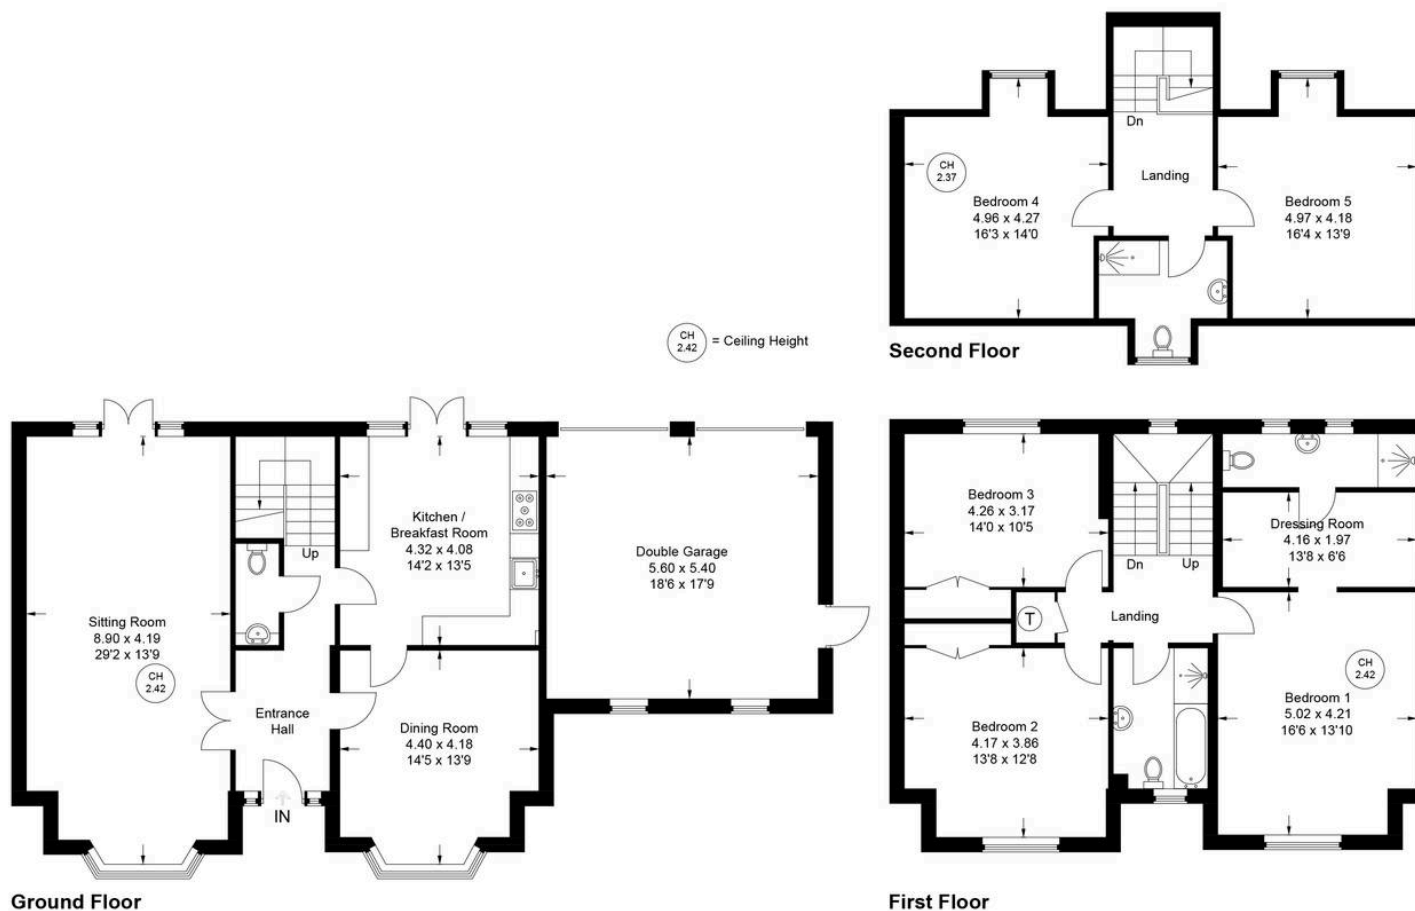 Dn
Landing
CH
2.37
Bedroom 4
4.96 x 4.27
16'3 x 14'0
Bedroom 5
4.97 x 4.18
16'4 x 13'9
Second Floor
CH
2.42
= Ceiling Height
Up
Kitchen /
Breakfast Room
4.32 x 4.08
14'2 x 13'5
Double Garage
5.60 x 5.40
18'6 x 17'9
Sitting Room
8.90 x 4.19
29'2 x 13'9
CH
2.42
Entrance
Hall
Dining Room
4.40 x 4.18
14'5 x 13'9
IN
Ground Floor
Bedroom 3
4.26 x 3.17
14'0 x 10'5
Dressing Room
4.16 x 1.97
13'8 x 6'6
Dn
Up
T
Landing
CH
2.42
Bedroom 1
5.02 x 4.21
16'6 x 13'10
Bedroom 2
4.17 x 3.86
13'8 x 12'8
First Floor